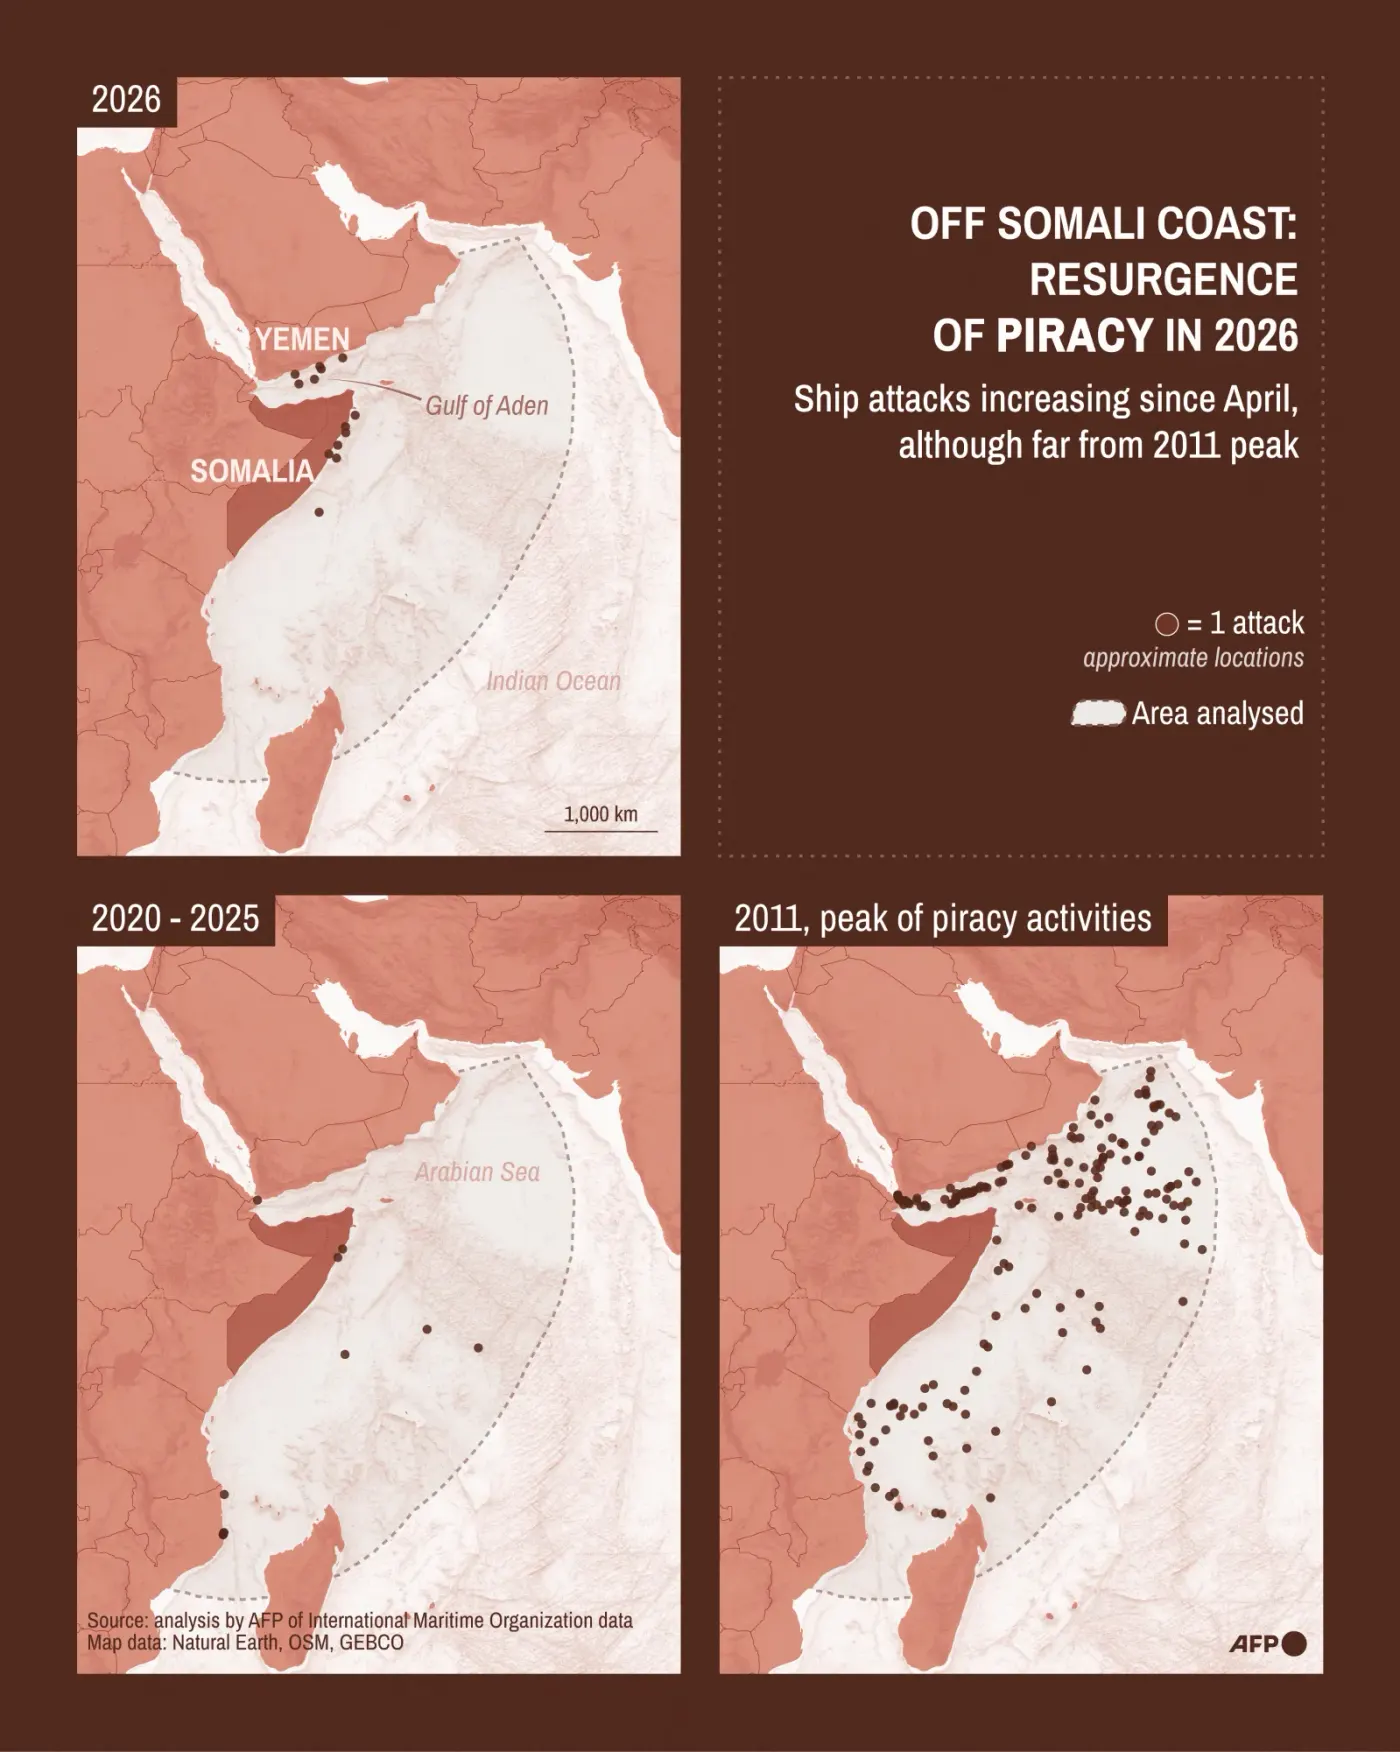 2026
YEMEN
Gulf of Aden
SOMALIA
Indian Ocean
1,000 km
OFF SOMALI COAST:
RESURGENCE
OF PIRACY IN 2026
Ship attacks increasing since April,
although far from 2011 peak
= 1 attack
approximate locations
Area analysed
2020 - 2025
Arabian Sea
Source: analysis by AFP of International Maritime Organization data
Map data: Natural Earth, OSM, GEBCO
2011, peak of piracy activities
AFP